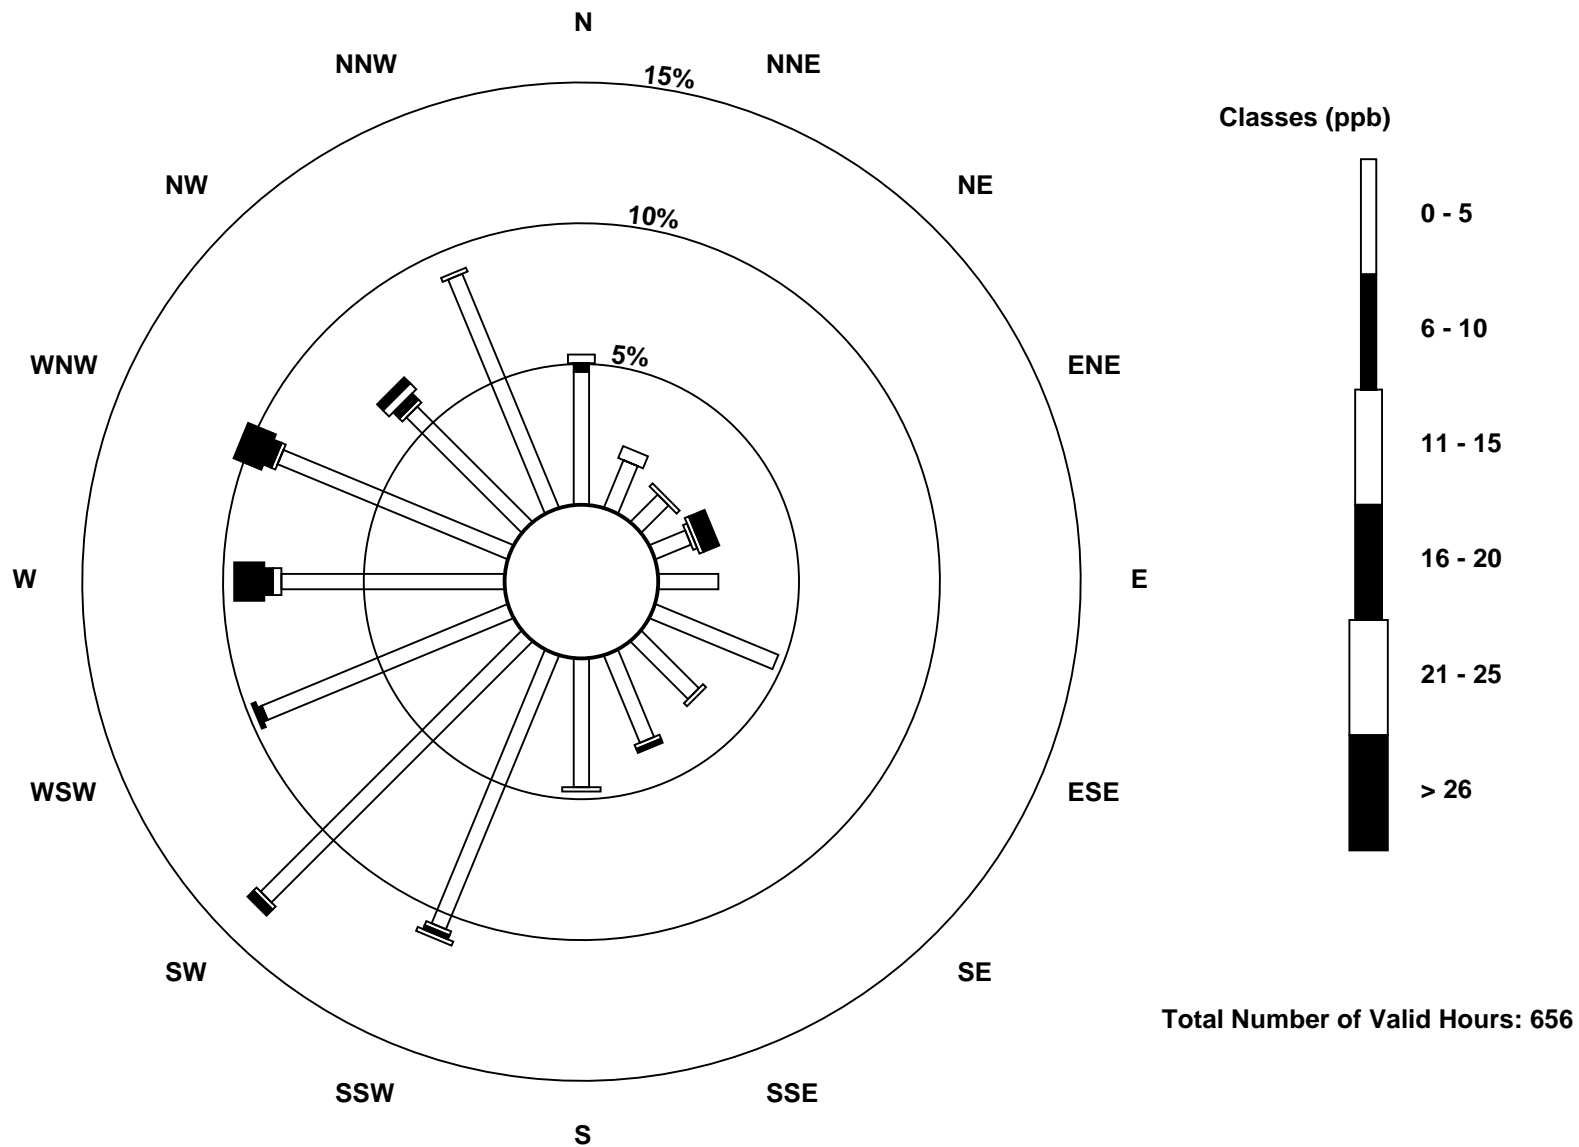 N
NNW
NNE
15%
Classes (ppb)
NW
NE
0 - 5
10%
6 - 10
5%
WNW
ENE
11 - 15
16 - 20
W
E
21 - 25
WSW
ESE
> 26
SW
SE
Total Number of Valid Hours: 656
SSW
SSE
S